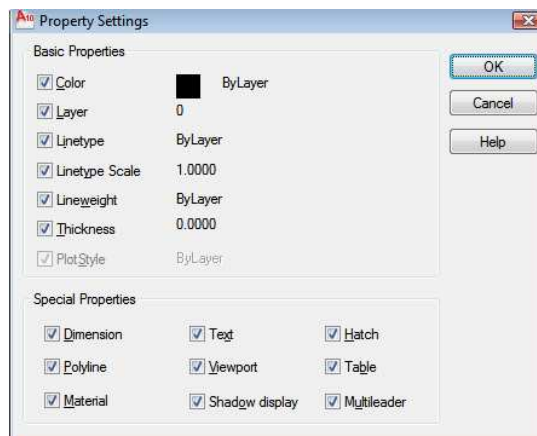 A10 Property Settings
Basic Properties
Color ByLayer
Layer 0
Linetype ByLayer
Linetype Scale 1.0000
Lineweight ByLayer
Thickness 0.0000
PlotStyle ByLayer
OK
Cancel
Help
Special Properties
Dimension Text Hatch
Polyline Viewport Table
Material Shadow display Multileader